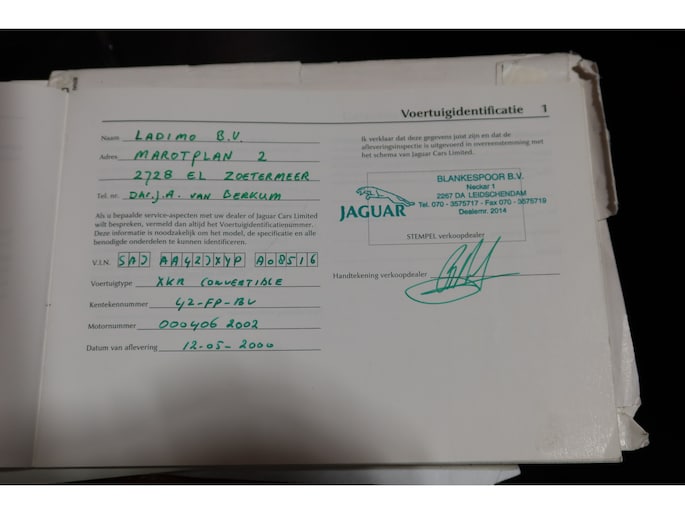 Voertuigidentificatie 1
Naam LADIMO B.V.
Adres MAROTPLAN 2
2728 EL ZOETERMEER
Tel. nr. DHR. J.A. VAN BERKUM
Als u bepaalde service-aspecten met uw dealer of Jaguar Cars Limited
wilt bespreken, vermeld dan altijd het Voertuigidentificatienummer.
Deze informatie is noodzakelijk om het model, de specificatie en alle
benodigde onderdelen te kunnen identificeren.
V.I.N. SAJ AA42JXYP A08516
Voertuigtype XKR CONVERTIBLE
Kentekennummer 42-FP-BV
Motornummer 000406 2002
Datum van aflevering 12-05-2000
Ik verklaar dat deze gegevens juist zijn en dat de
afleveringsinspectie is uitgevoerd in overeenstemming met
het schema van Jaguar Cars Limited.
BLANKESPOOR B.V.
Neckar 1
2267 DA LEIDSCHENDAM
Tel. 070 - 3575717 - Fax 070 - 3575719
Dealernr. 2014
JAGUAR
STEMPEL verkoopdealer
Handtekening verkoopdealer